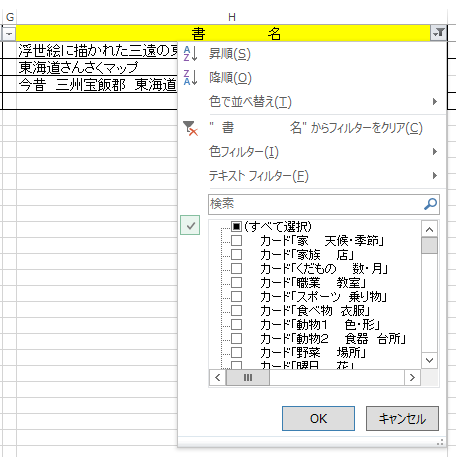 G H
書 名
浮世絵に描かれた三遠の東
東海道さんさくマップ
今昔 三州宝飯郡 東海道
昇順(S)
降順(O)
色で並べ替え(T)
" 書 名" からフィルターをクリア(C)
色フィルター(I)
テキスト フィルター(F)
検索
(すべて選択)
カード「家 天候・季節」
カード「家族 店」
カード「くだもの 数・月」
カード「職業 教室」
カード「スポーツ 乗り物」
カード「食べ物 衣服」
カード「動物1 色・形」
カード「動物2 食器 台所」
カード「野菜 場所」
カード「曜日 花」
OK キャンセル